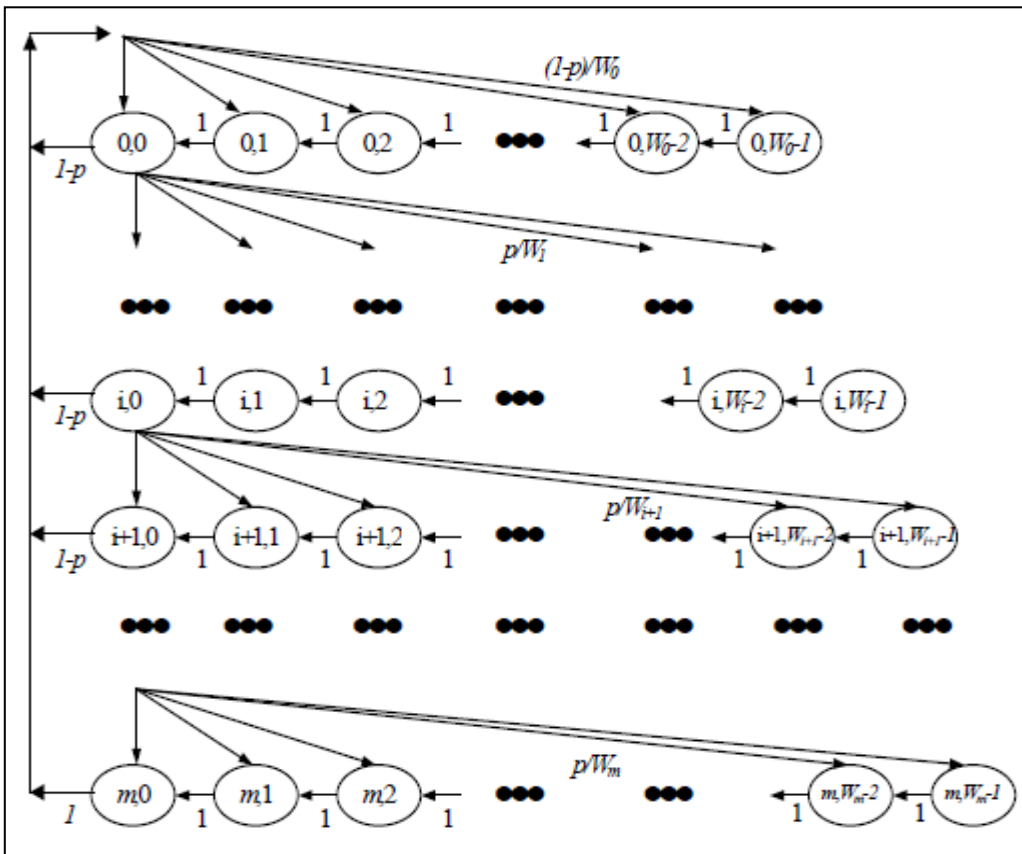 (1-p)/W₀
1 1 1 1 1
0,0 0,1 0,2 ●●● 0,W₀-2 0,W₀-1
1-p
p/W₁
●●● ●●● ●●● ●●● ●●● ●●●
1 1 1 1 1
i,0 i,1 i,2 ●●● i,Wᵢ-2 i,Wᵢ-1
1-p
p/Wᵢ₊₁
i+1,0 i+1,1 i+1,2 ●●● ●●● i+1,Wᵢ₊₁-2 i+1,Wᵢ₊₁-1
1-p 1 1 1 1 1
●●● ●●● ●●● ●●● ●●● ●●● ●●●
p/Wₘ
m,0 m,1 m,2 ●●● ●●● m,Wₘ-2 m,Wₘ-1
1 1 1 1 1 1